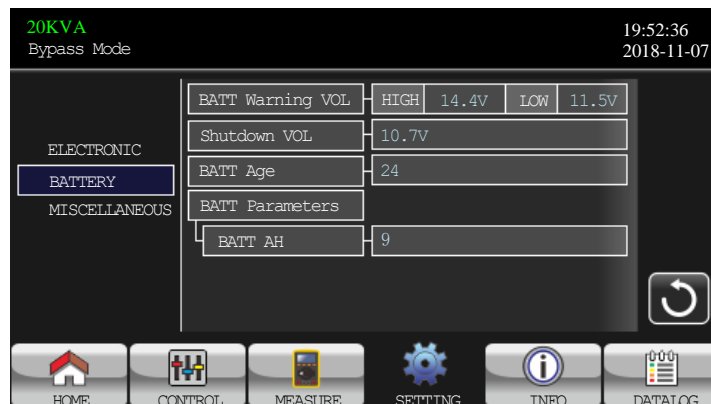 20KVA
19:52:36
Bypass Mode
2018-11-07
BATT Warning VOL HIGH 14.4V LOW 11.5V
Shutdown VOL 10.7V
ELECTRONIC
BATT Age 24
BATTERY
MISCELLANEOUS
BATT Parameters
BATT AH 9
HOME CONTROL MEASURE SETTING INFO DATALOG